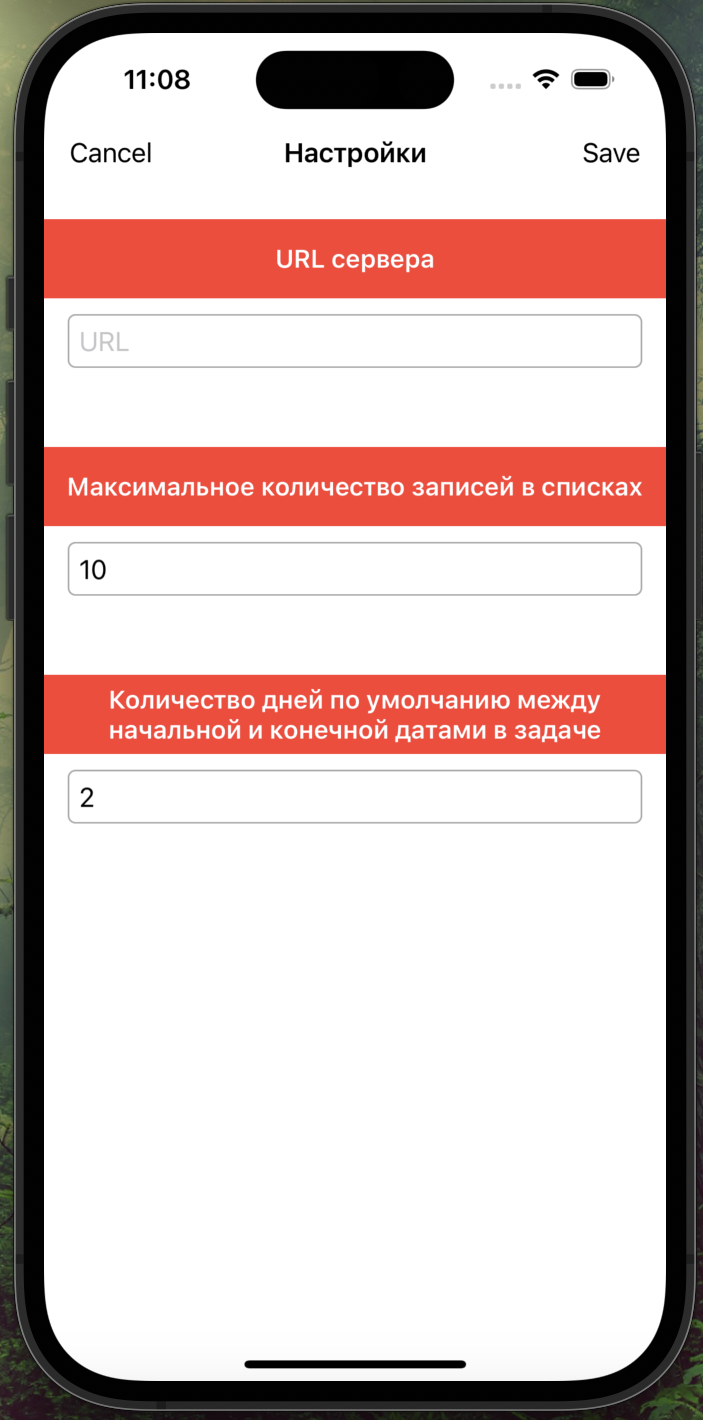 11:08
Cancel
Настройки
Save
URL сервера
URL
Максимальное количество записей в списках
10
Количество дней по умолчанию между
начальной и конечной датами в задаче
2